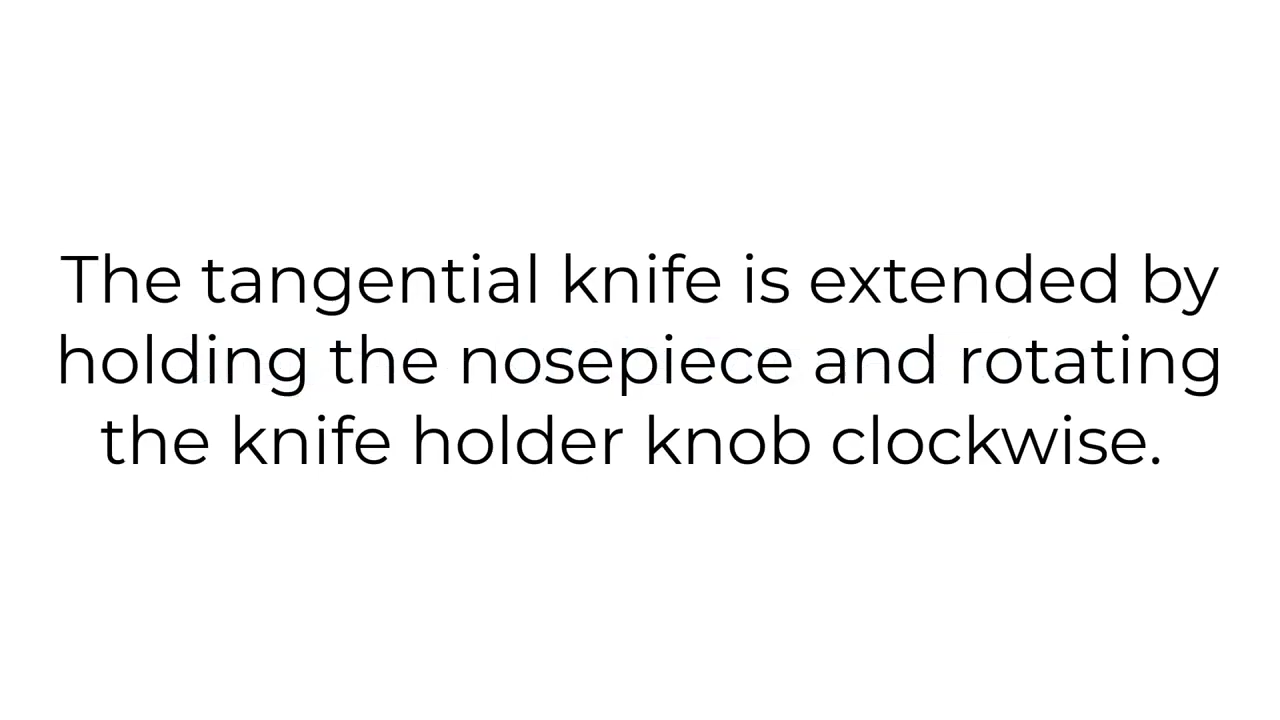 The tangential knife is extended by
holding the nosepiece and rotating
the knife holder knob clockwise.